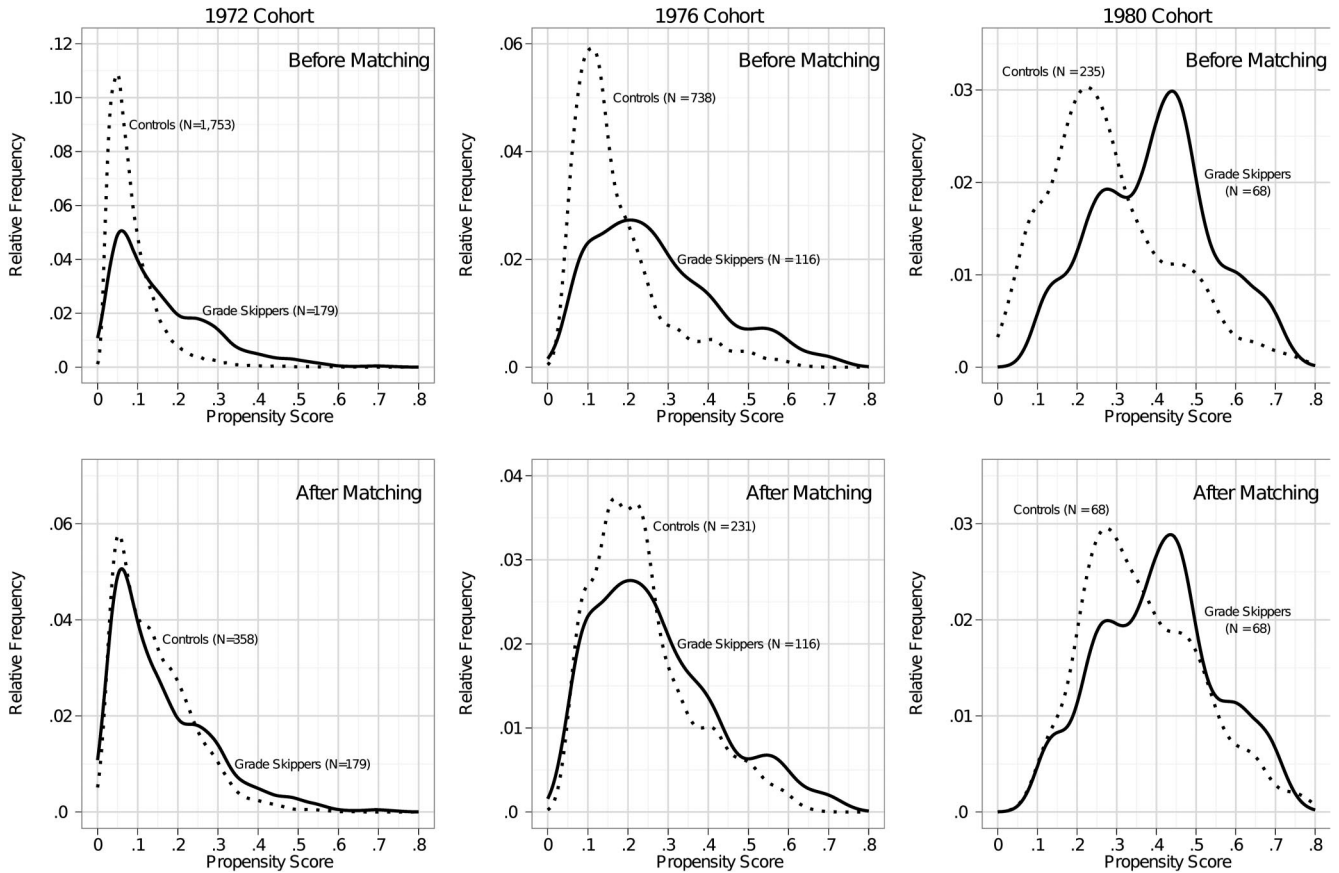 1972 Cohort
Before Matching
Relative Frequency
.12
.10
.08
.06
.04
.02
.0
Controls (N=1,753)
Grade Skippers (N=179)
0 .1 .2 .3 .4 .5 .6 .7 .8
Propensity Score
1976 Cohort
Before Matching
Relative Frequency
.06
.04
.02
.0
Controls (N = 738)
Grade Skippers (N = 116)
0 .1 .2 .3 .4 .5 .6 .7 .8
Propensity Score
1980 Cohort
Before Matching
Relative Frequency
.03
.02
.01
.0
Controls (N = 235)
Grade Skippers
(N = 68)
0 .1 .2 .3 .4 .5 .6 .7 .8
Propensity Score
After Matching
Relative Frequency
.06
.04
.02
.0
Controls (N=358)
Grade Skippers (N=179)
0 .1 .2 .3 .4 .5 .6 .7 .8
Propensity Score
After Matching
Relative Frequency
.04
.03
.02
.01
.0
Controls (N = 231)
Grade Skippers (N = 116)
0 .1 .2 .3 .4 .5 .6 .7 .8
Propensity Score
After Matching
Relative Frequency
.03
.02
.01
.0
Controls (N = 68)
Grade Skippers
(N = 68)
0 .1 .2 .3 .4 .5 .6 .7 .8
Propensity Score